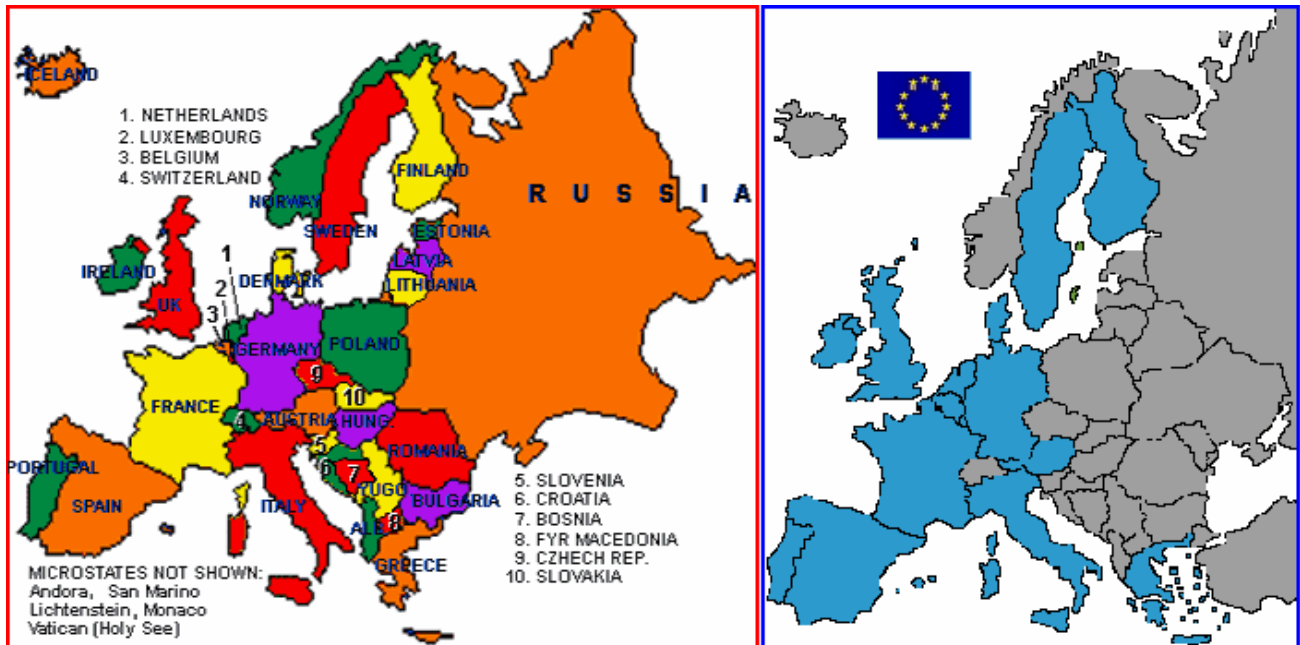 ICELAND
1. NETHERLANDS
2. LUXEMBOURG
3. BELGIUM
4. SWITZERLAND
FINLAND
R U S S I A
NORWAY
SWEDEN
ESTONIA
1
IRELAND
LATVIA
DENMARK
LITHUANIA
2
UK
3
GERMANY
POLAND
9
10
FRANCE
4
AUSTRIA
HUNG.
5
ROMANIA
PORTUGAL
6
7
SPAIN
ITALY
YUGO
BULGARIA
ALB
8
GREECE
5. SLOVENIA
6. CROATIA
7. BOSNIA
8. FYR MACEDONIA
9. CZHECH REP.
10. SLOVAKIA
MICROSTATES NOT SHOWN:
Andora, San Marino
Lichtenstein, Monaco
Vatican (Holy See)